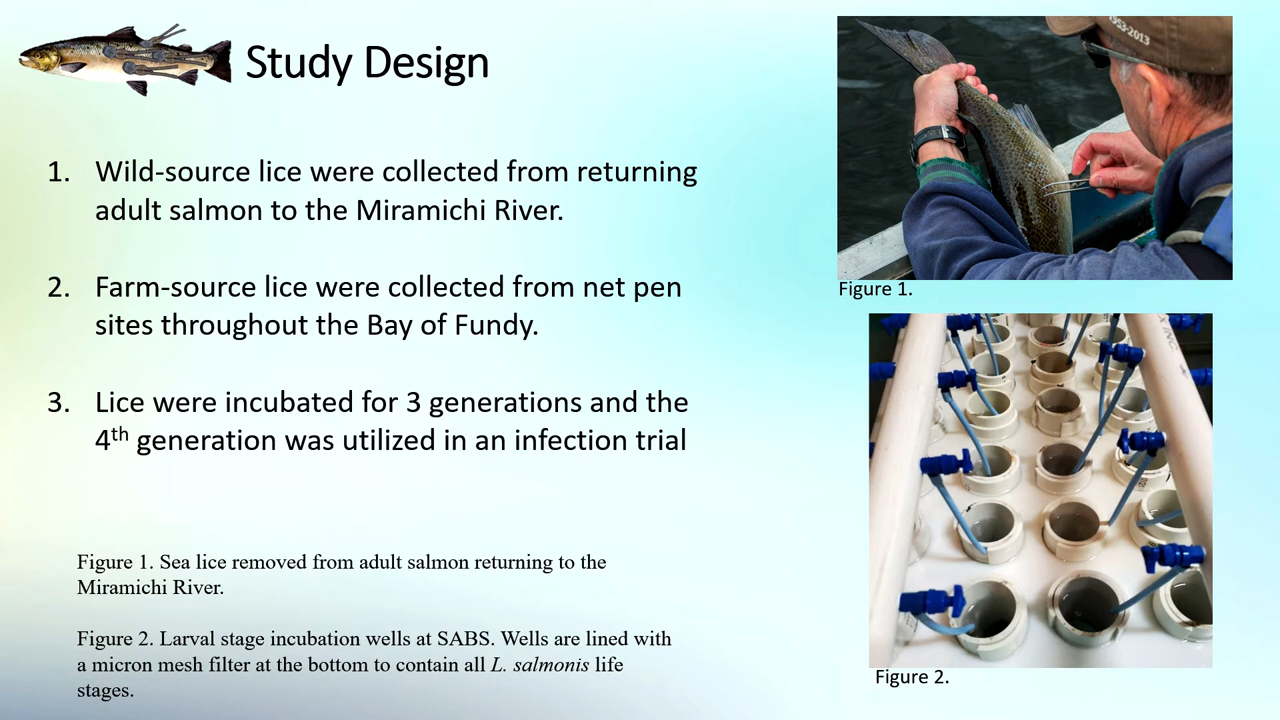 Study Design
1. Wild-source lice were collected from returning
adult salmon to the Miramichi River.
2. Farm-source lice were collected from net pen
sites throughout the Bay of Fundy.
3. Lice were incubated for 3 generations and the
4th generation was utilized in an infection trial
Figure 1. Sea lice removed from adult salmon returning to the
Miramichi River.
Figure 2. Larval stage incubation wells at SABS. Wells are lined with
a micron mesh filter at the bottom to contain all L. salmonis life
stages.
1953-2013
Figure 1.
Figure 2.